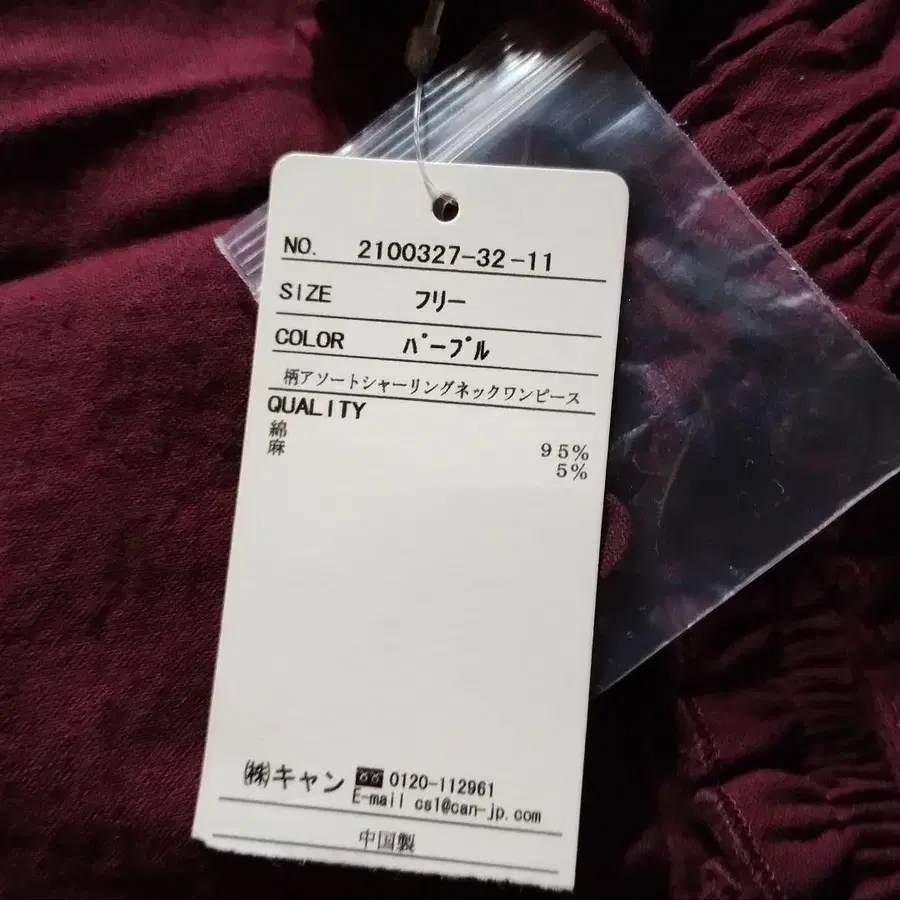 NO. 2100327-32-11
SIZE フリー
COLOR パープル
柄アソートシャーリングネックワンピース
QUALITY
綿 95%
麻 5%
㈱キャン 0120-112961
E-mail cs1@can-jp.com
中国製